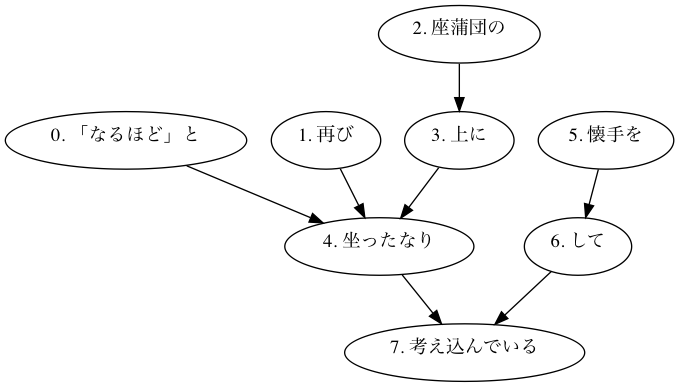 2. 座蒲団の
0. 「なるほど」と
1. 再び
3. 上に
5. 懐手を
4. 坐ったなり
6. して
7. 考え込んでいる